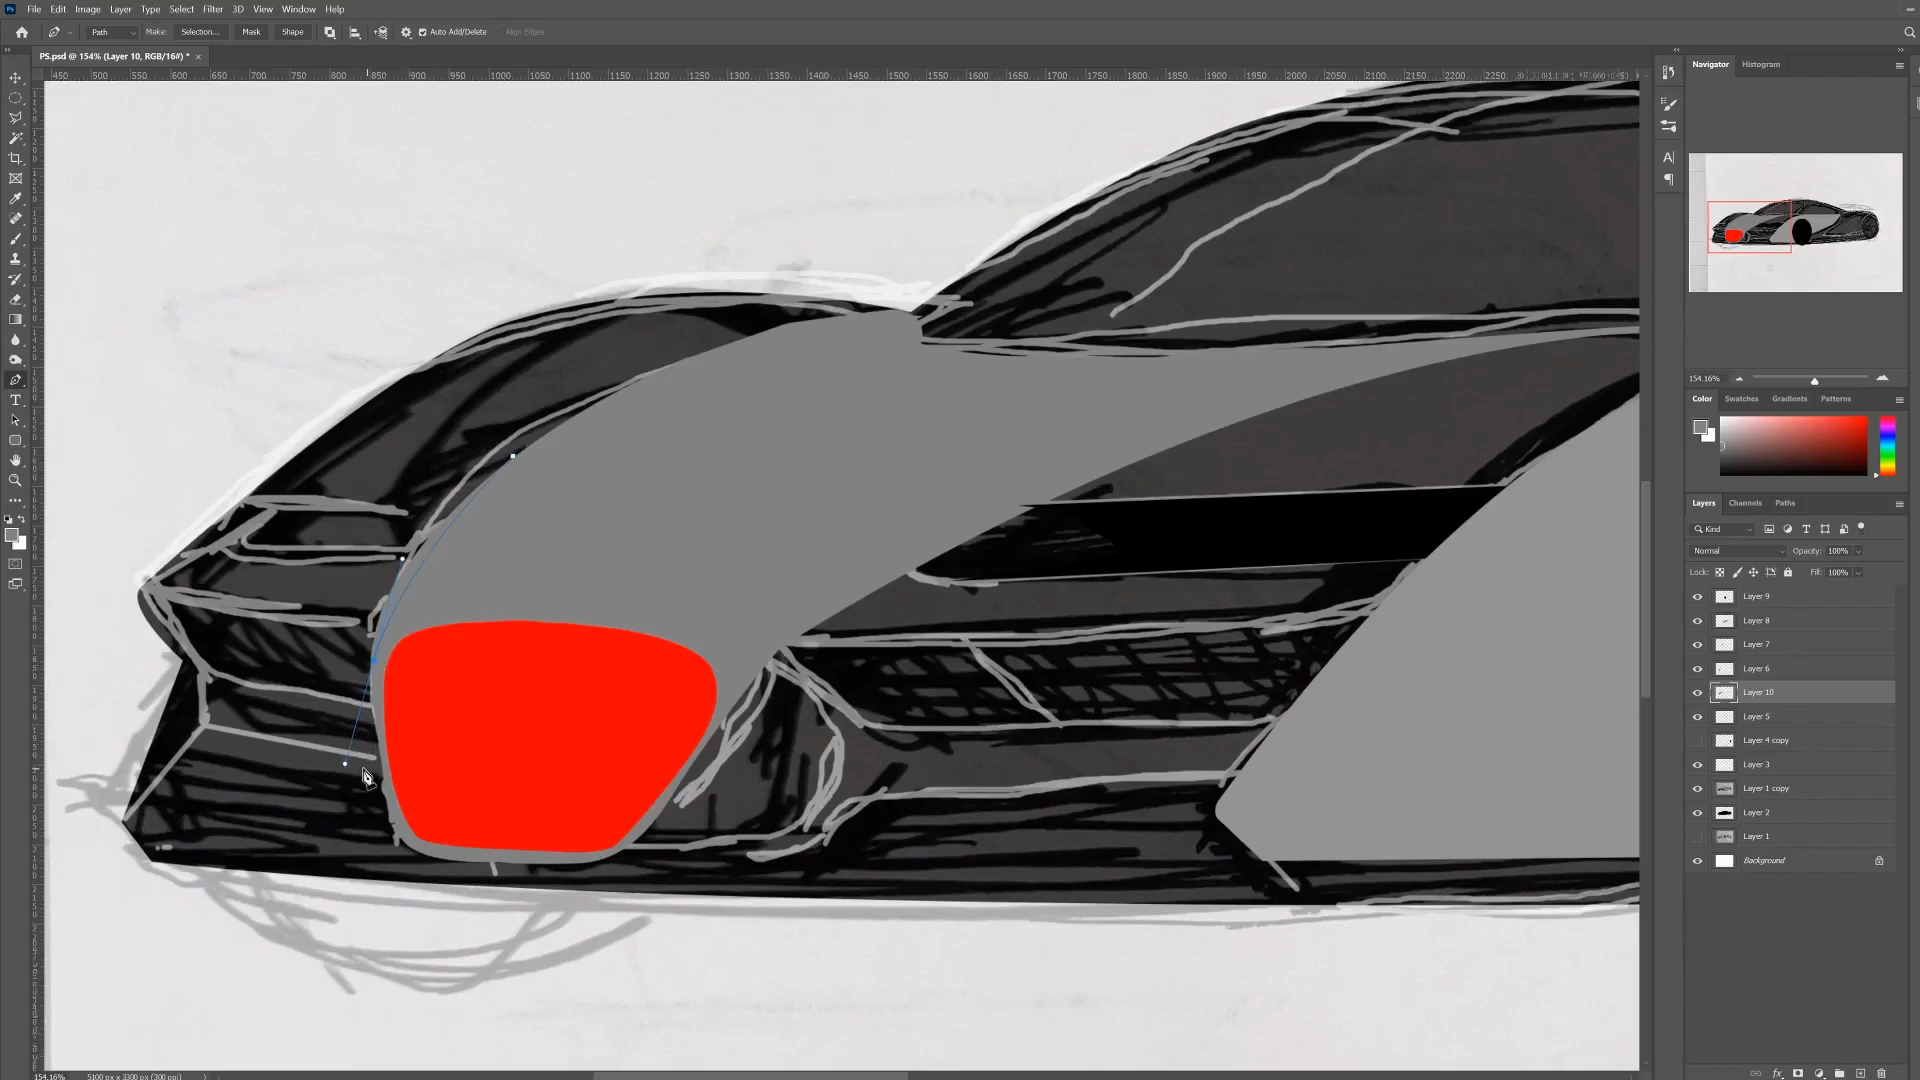 Ps File Edit Image Layer Type Select Filter 3D View Window Help
Path Make: Selection... Mask Shape Auto Add/Delete Align Edges
PS.psd @ 154% (Layer 10, RGB/16#) * ×
450 500 550 600 650 700 750 800 850 900 950 1000 1050 1100 1150 1200 1250 1300 1350 1400 1450 1500 1550 1600 1650 1700 1750 1800 1850 1900 1950 2000 2050 2100 2150 2200 2250
Navigator Histogram
154.16%
Color Swatches Gradients Patterns
Layers Channels Paths
Kind
Normal Opacity: 100%
Lock: Fill: 100%
Layer 9
Layer 8
Layer 7
Layer 6
Layer 10
Layer 5
Layer 4 copy
Layer 3
Layer 1 copy
Layer 2
Layer 1
Background
fx
154.16% 5100 px x 3300 px (300 ppi)